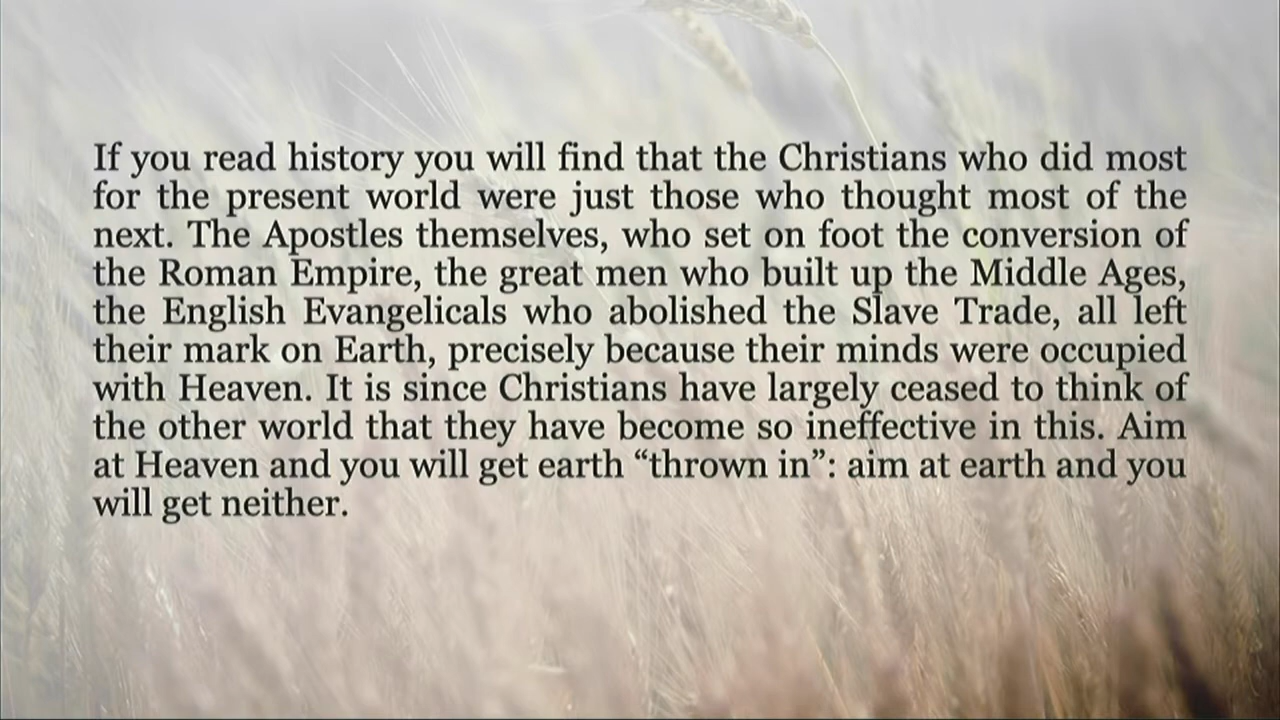 If you read history you will find that the Christians who did most
for the present world were just those who thought most of the
next. The Apostles themselves, who set on foot the conversion of
the Roman Empire, the great men who built up the Middle Ages,
the English Evangelicals who abolished the Slave Trade, all left
their mark on Earth, precisely because their minds were occupied
with Heaven. It is since Christians have largely ceased to think of
the other world that they have become so ineffective in this. Aim
at Heaven and you will get earth “thrown in”: aim at earth and you
will get neither.